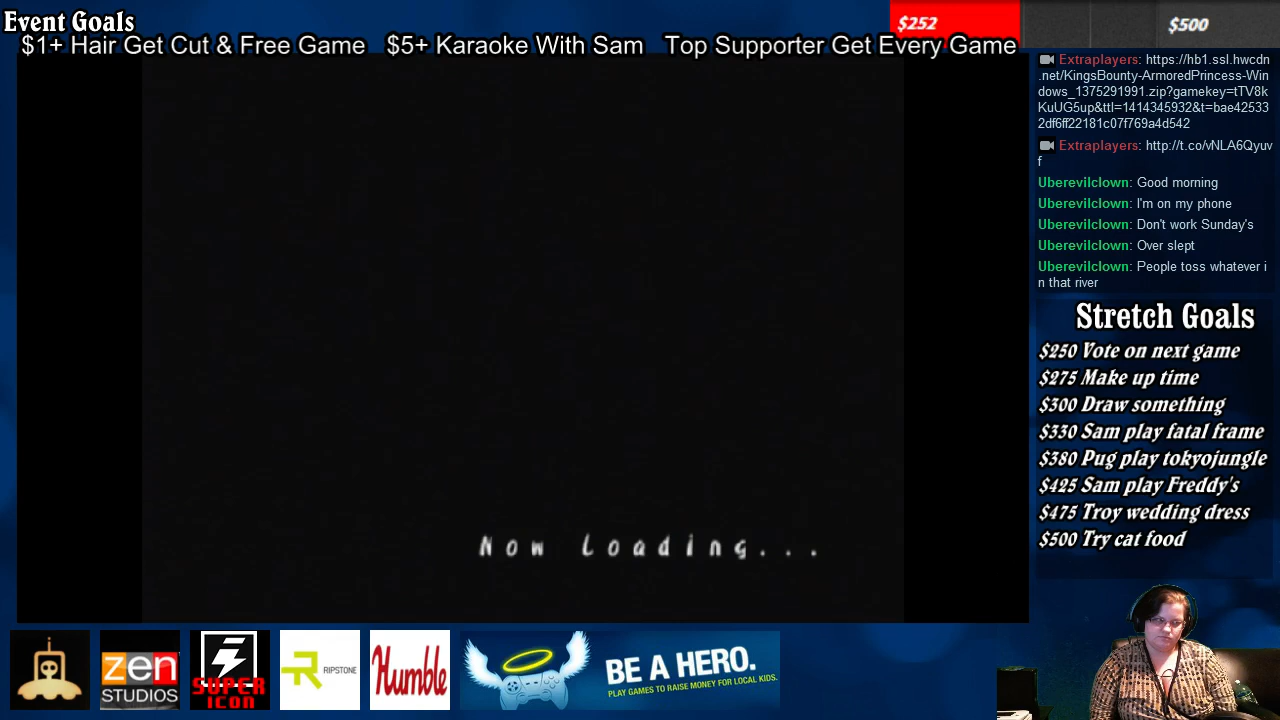 Event Goals
$252
$500
$1+ Hair Get Cut & Free Game $5+ Karaoke With Sam Top Supporter Get Every Game
Extraplayers: https://hb1.ssl.hwcdn
.net/KingsBounty-ArmoredPrincess-Win
dows_1375291991.zip?gamekey=tTV8k
KuUG5up&ttl=1414345932&t=bae42533
2df6ff22181c07f769a4d542
Extraplayers: http://t.co/vNLA6Qyuv
f
Uberevilclown: Good morning
Uberevilclown: I'm on my phone
Uberevilclown: Don't work Sunday's
Uberevilclown: Over slept
Uberevilclown: People toss whatever i
n that river
Stretch Goals
$250 Vote on next game
$275 Make up time
$300 Draw something
$330 Sam play fatal frame
$380 Pug play tokyojungle
$425 Sam play Freddy's
$475 Troy wedding dress
$500 Try cat food
Now Loading...
zen
STUDIOS
SUPER
ICON
RIPSTONE
Humble
BE A HERO.
PLAY GAMES TO RAISE MONEY FOR LOCAL KIDS.